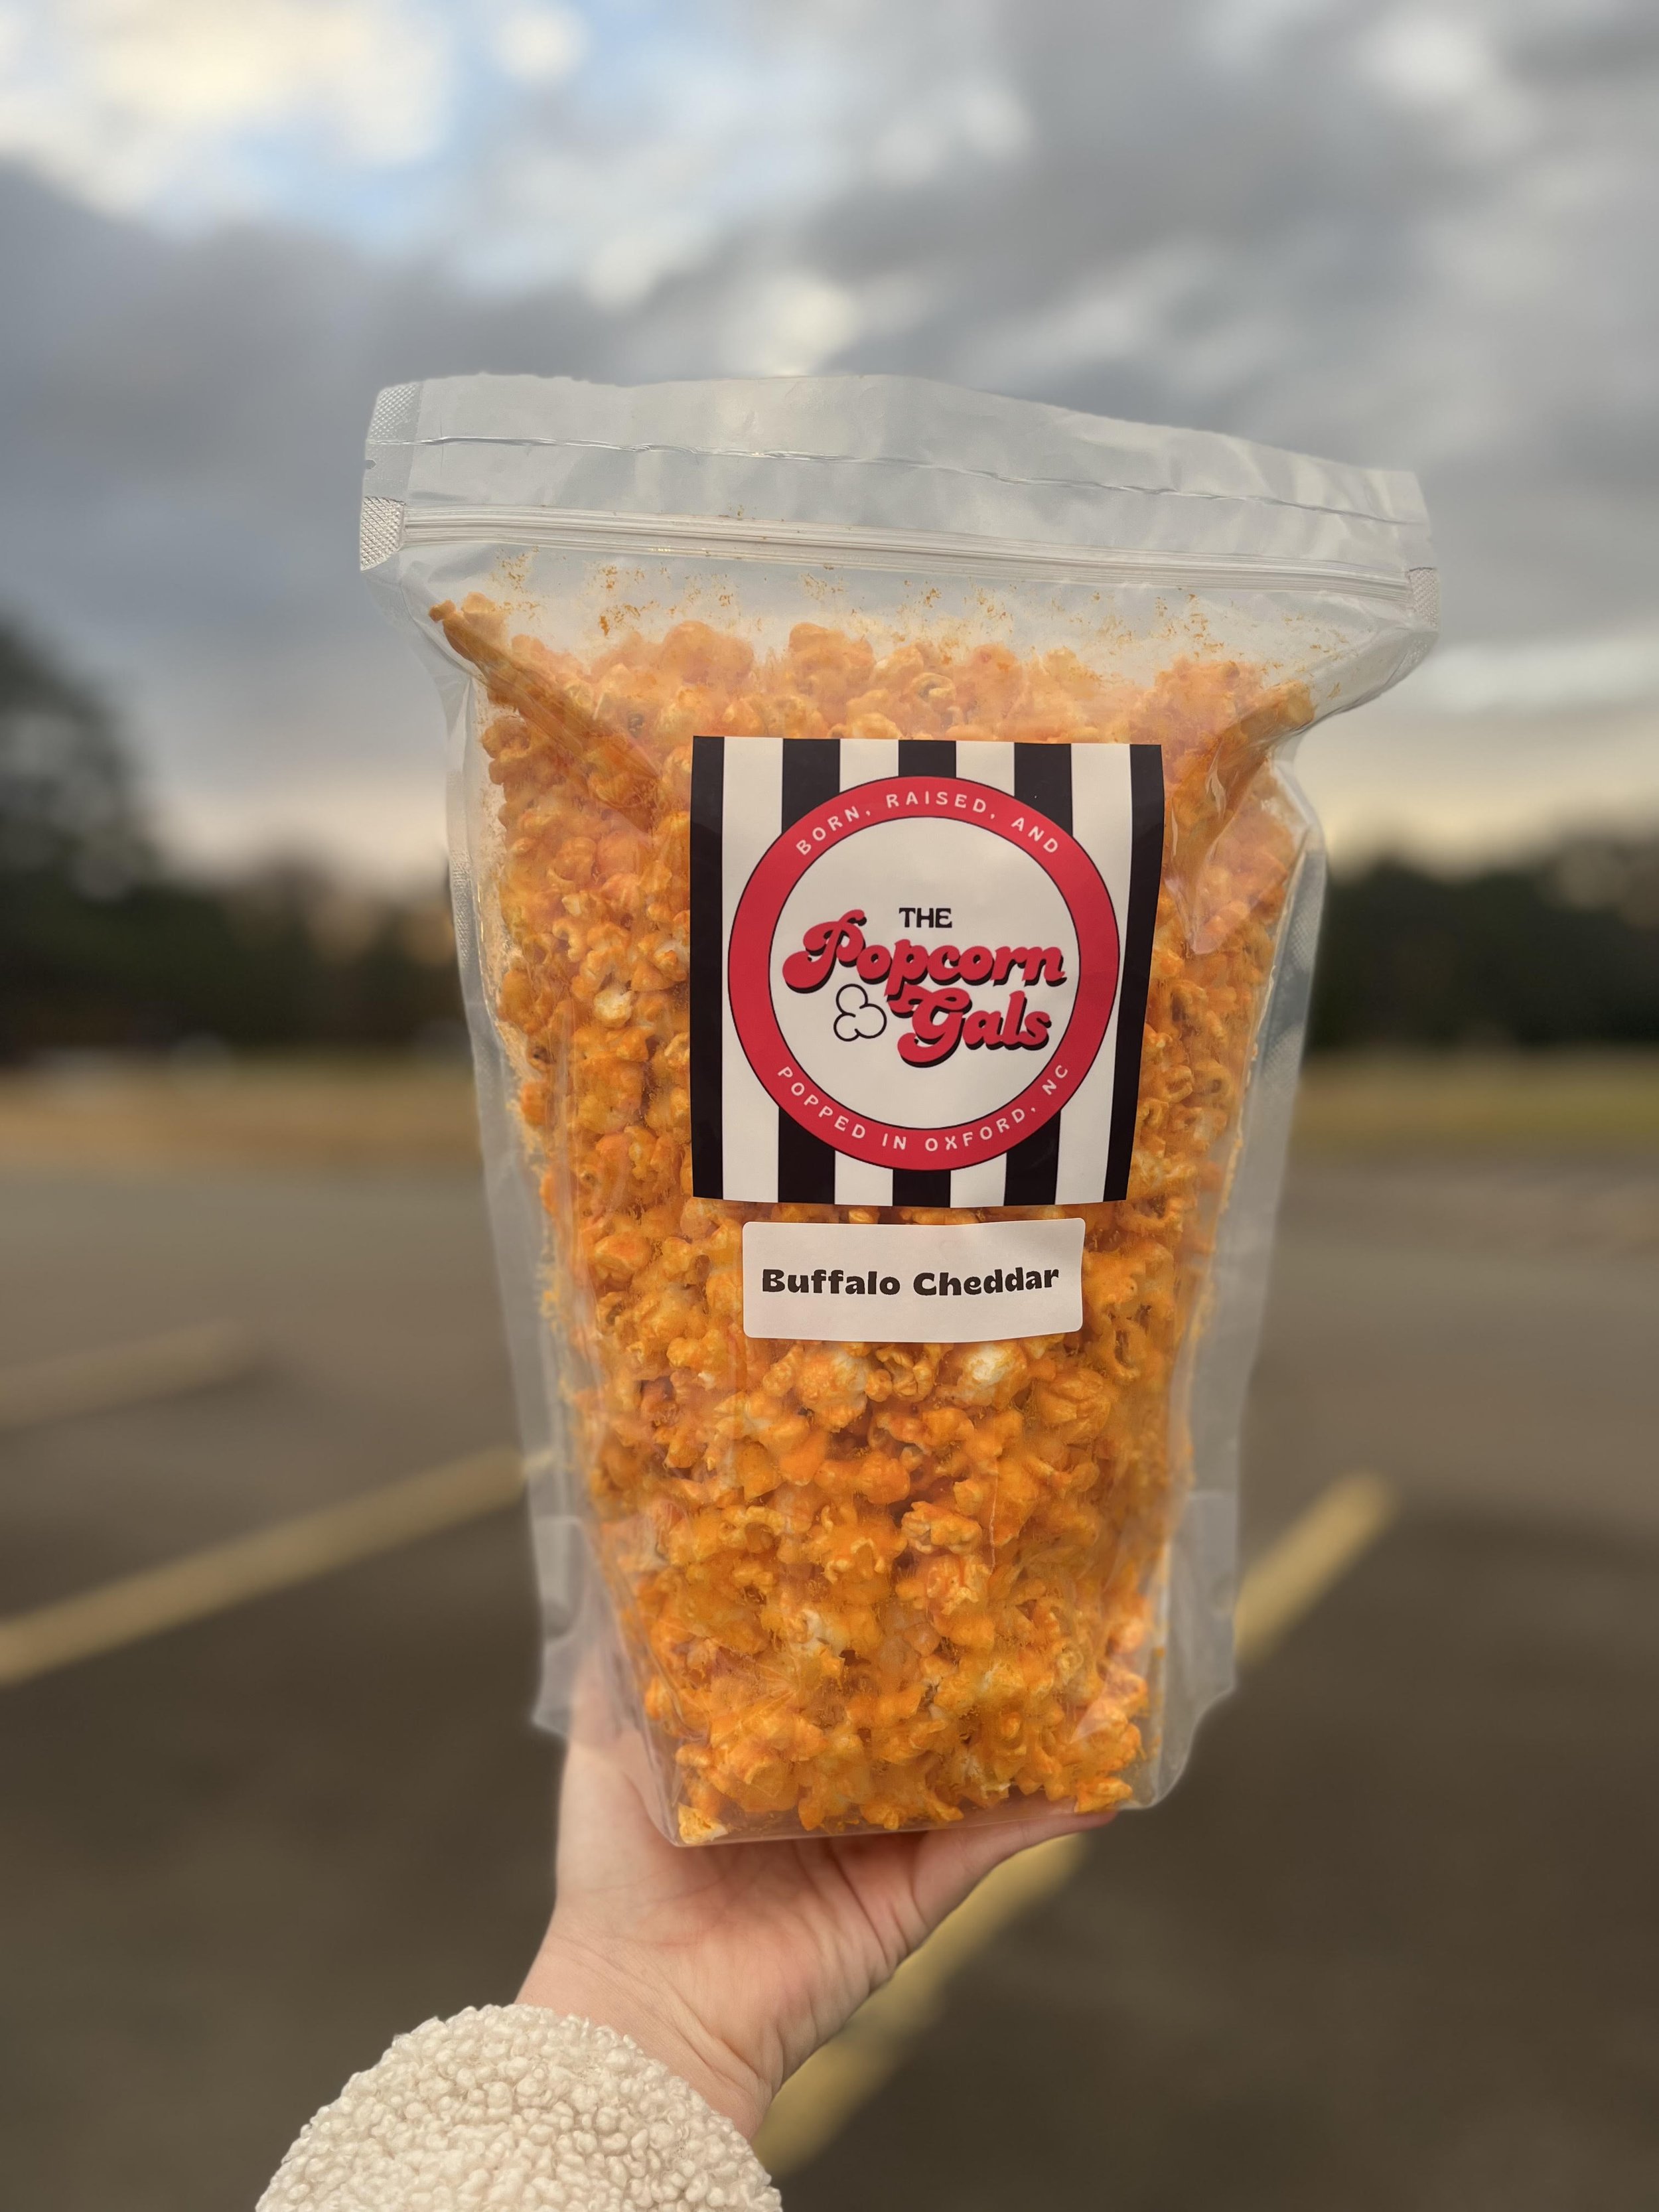 BORN, RAISED, AND
THE
Popcorn
Gals
POPPED IN OXFORD, NC
Buffalo Cheddar